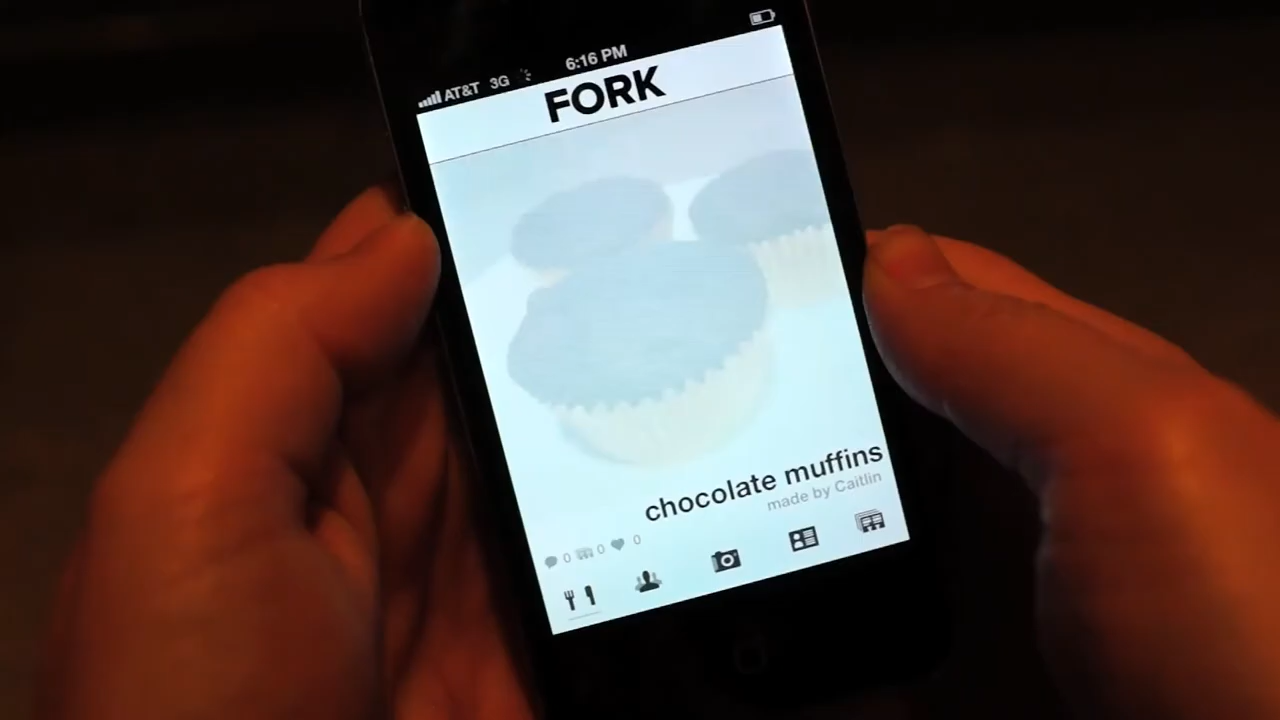 AT&T 3G 6:16 PM
FORK
chocolate muffins
made by Caitlin
0 0 0